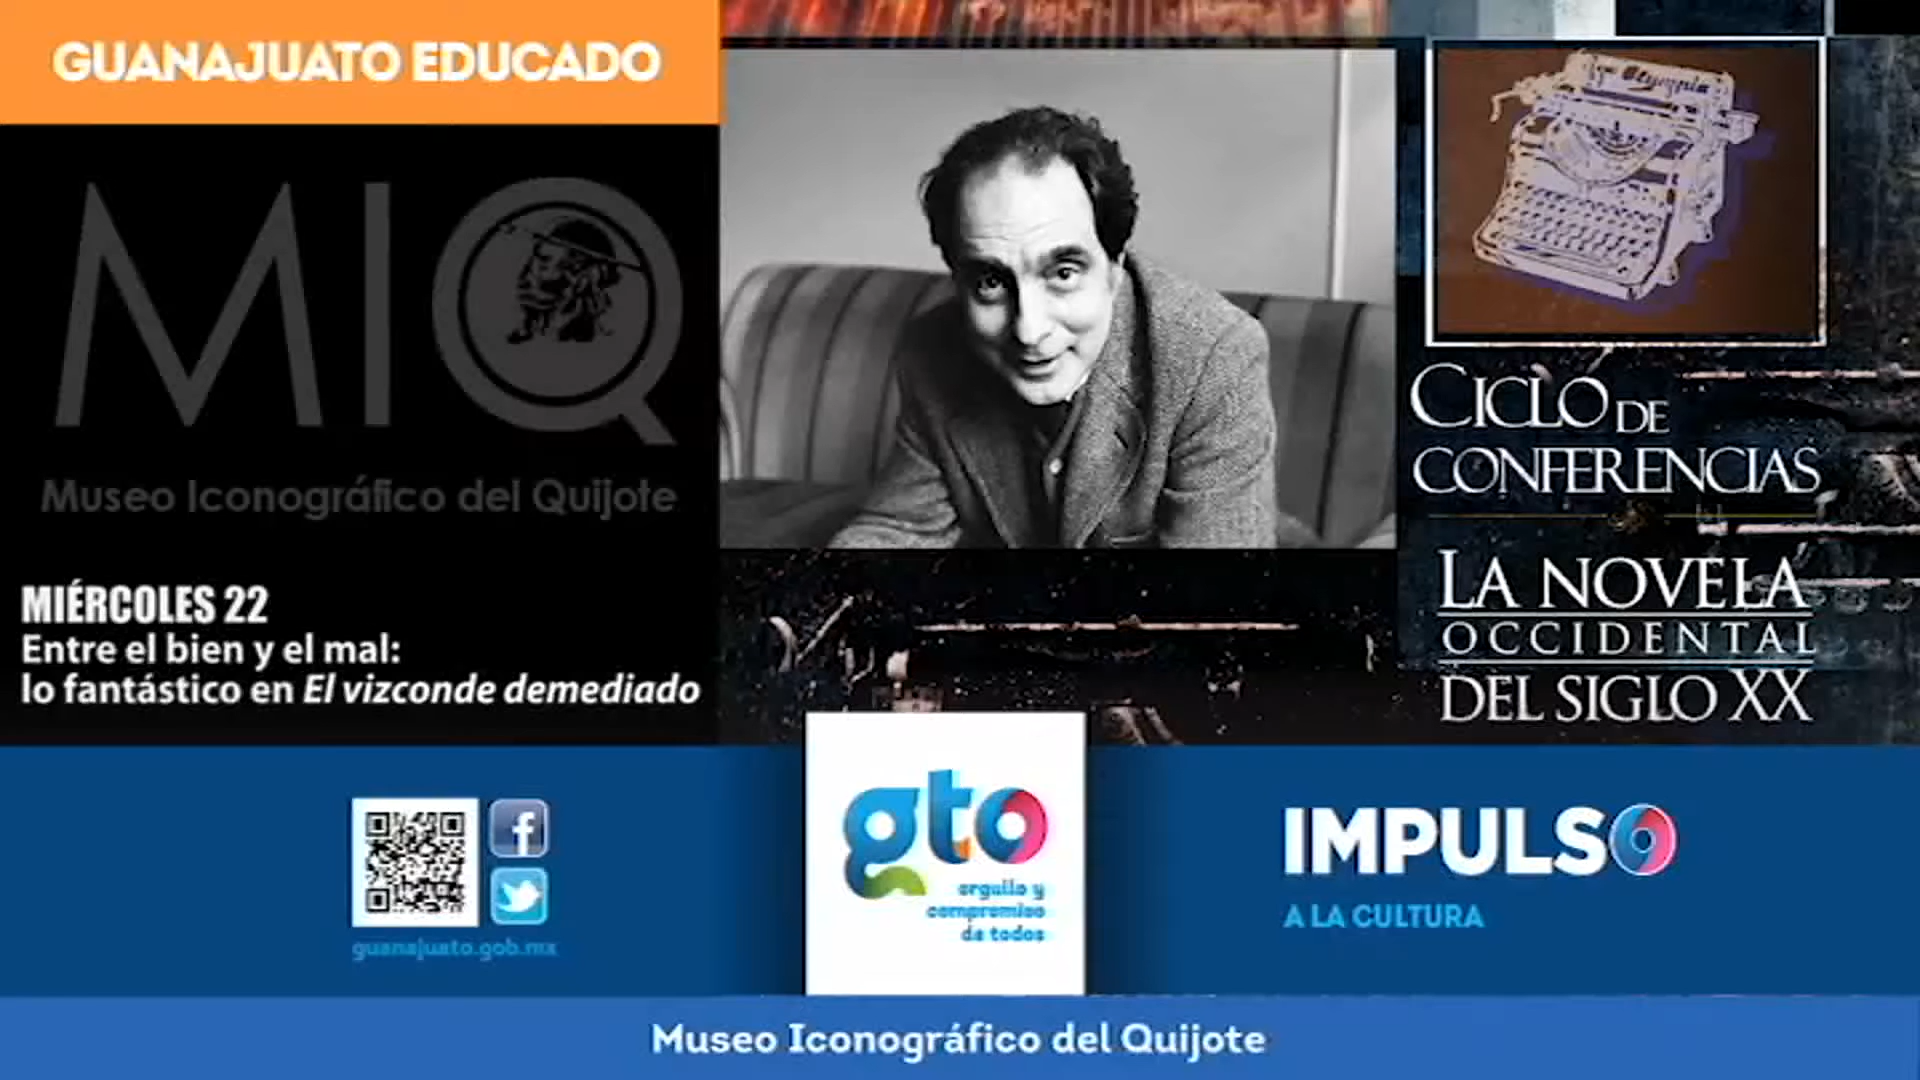 GUANAJUATO EDUCADO
MIQ
Museo Iconográfico del Quijote
MIÉRCOLES 22
Entre el bien y el mal:
lo fantástico en El vizconde demediado
CICLO DE
CONFERENCIAS
LA NOVELA
OCCIDENTAL
DEL SIGLO XX
guanajuato.gob.mx
gto
orgullo y
compromiso
de todos
IMPULSO
A LA CULTURA
Museo Iconográfico del Quijote